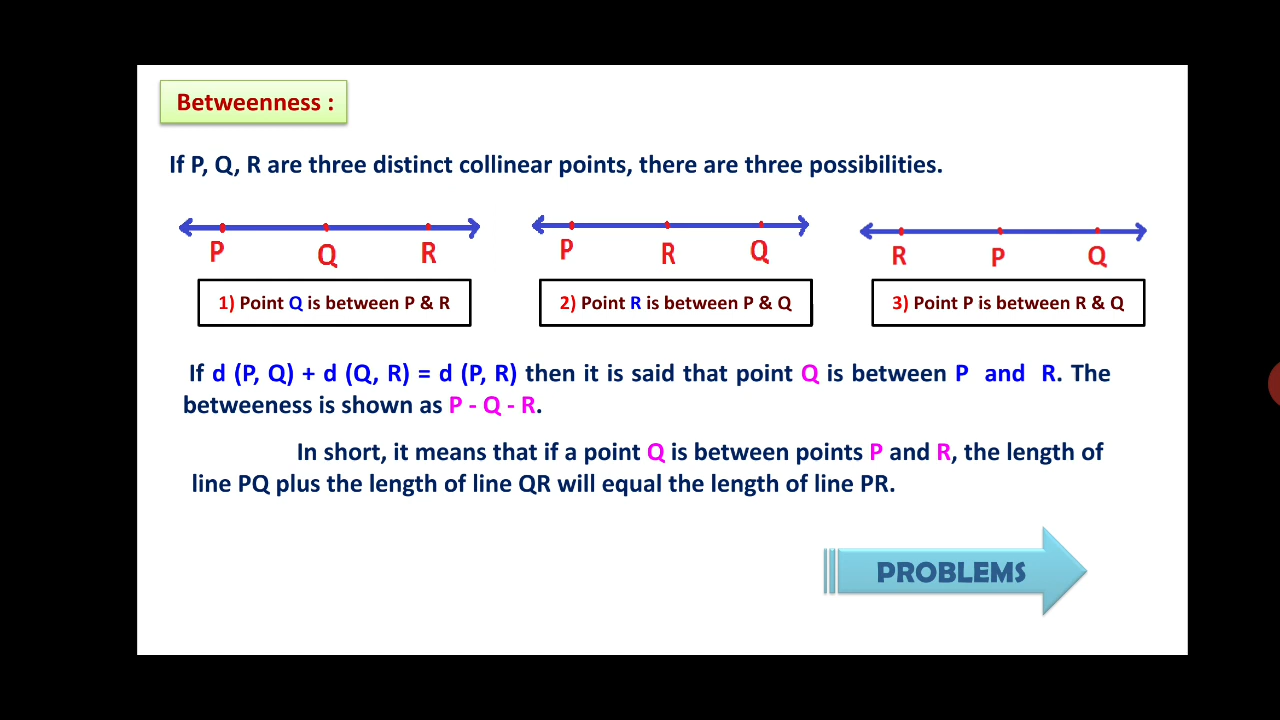 Betweenness :
If P, Q, R are three distinct collinear points, there are three possibilities.
P Q R
P R Q
R P Q
1) Point Q is between P & R
2) Point R is between P & Q
3) Point P is between R & Q
If d (P, Q) + d (Q, R) = d (P, R) then it is said that point Q is between P and R. The
betweeness is shown as P - Q - R.
In short, it means that if a point Q is between points P and R, the length of
line PQ plus the length of line QR will equal the length of line PR.
PROBLEMS